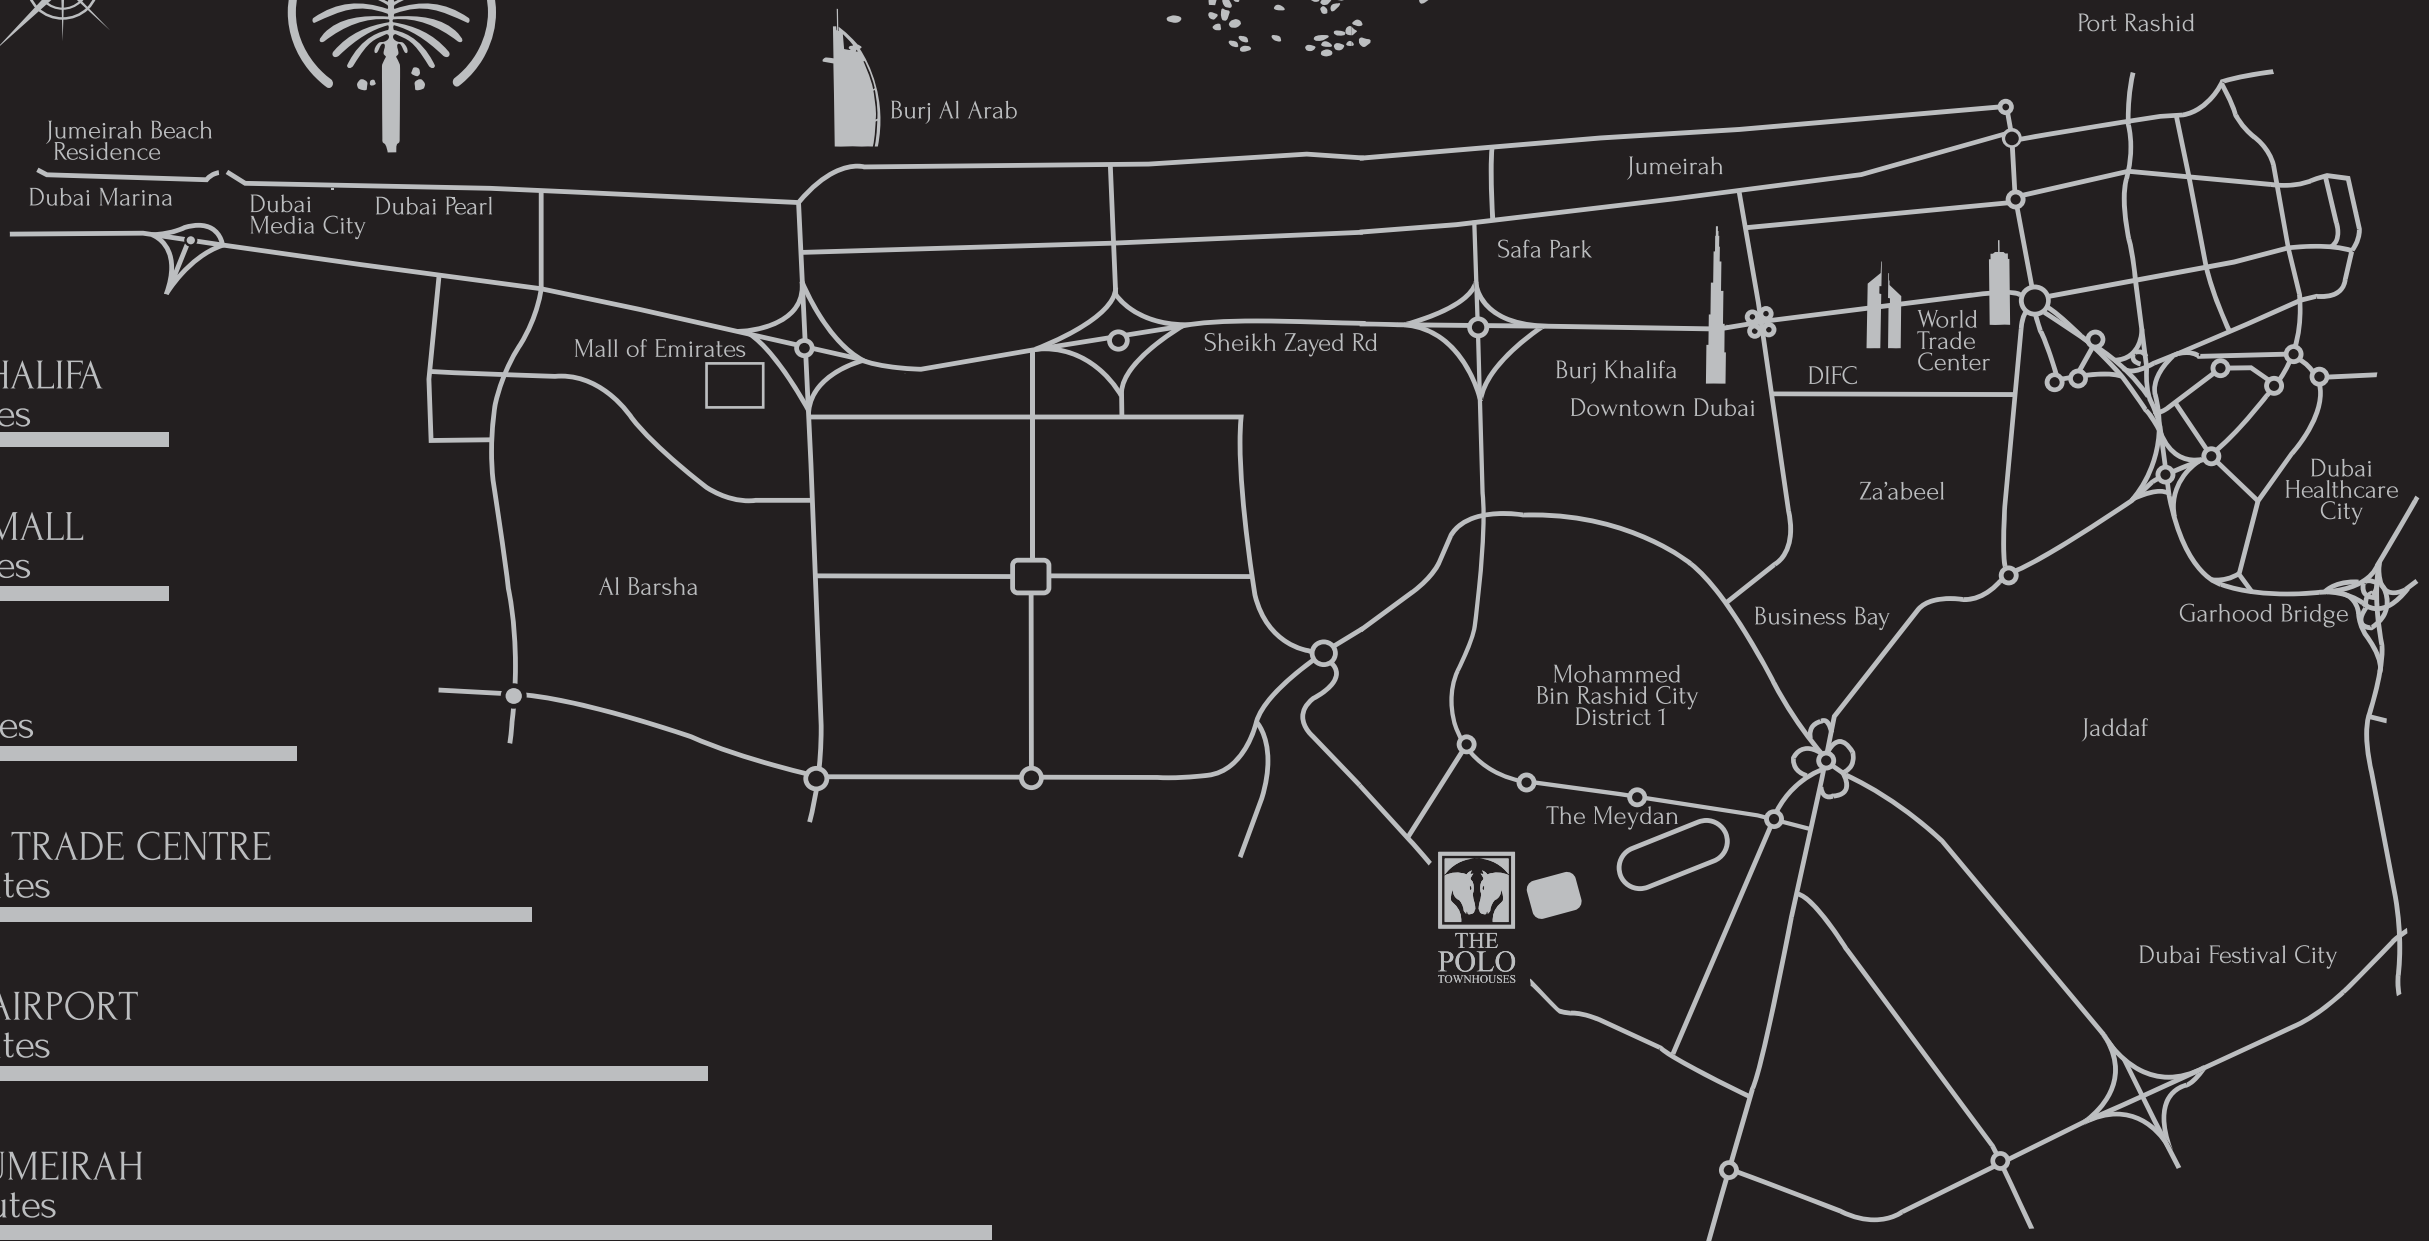 Port Rashid
Burj Al Arab
Jumeirah Beach
Residence
Dubai Marina
Dubai
Media City
Dubai Pearl
Jumeirah
Safa Park
Mall of Emirates
Sheikh Zayed Rd
World
Trade
Center
Burj Khalifa
DIFC
Downtown Dubai
Dubai
Healthcare
City
Za'abeel
Al Barsha
Business Bay
Garhood Bridge
Mohammed
Bin Rashid City
District 1
Jaddaf
The Meydan
THE
POLO
TOWNHOUSES
Dubai Festival City
HALIFA
es
MALL
es
es
TRADE CENTRE
tes
AIRPORT
tes
UMEIRAH
utes